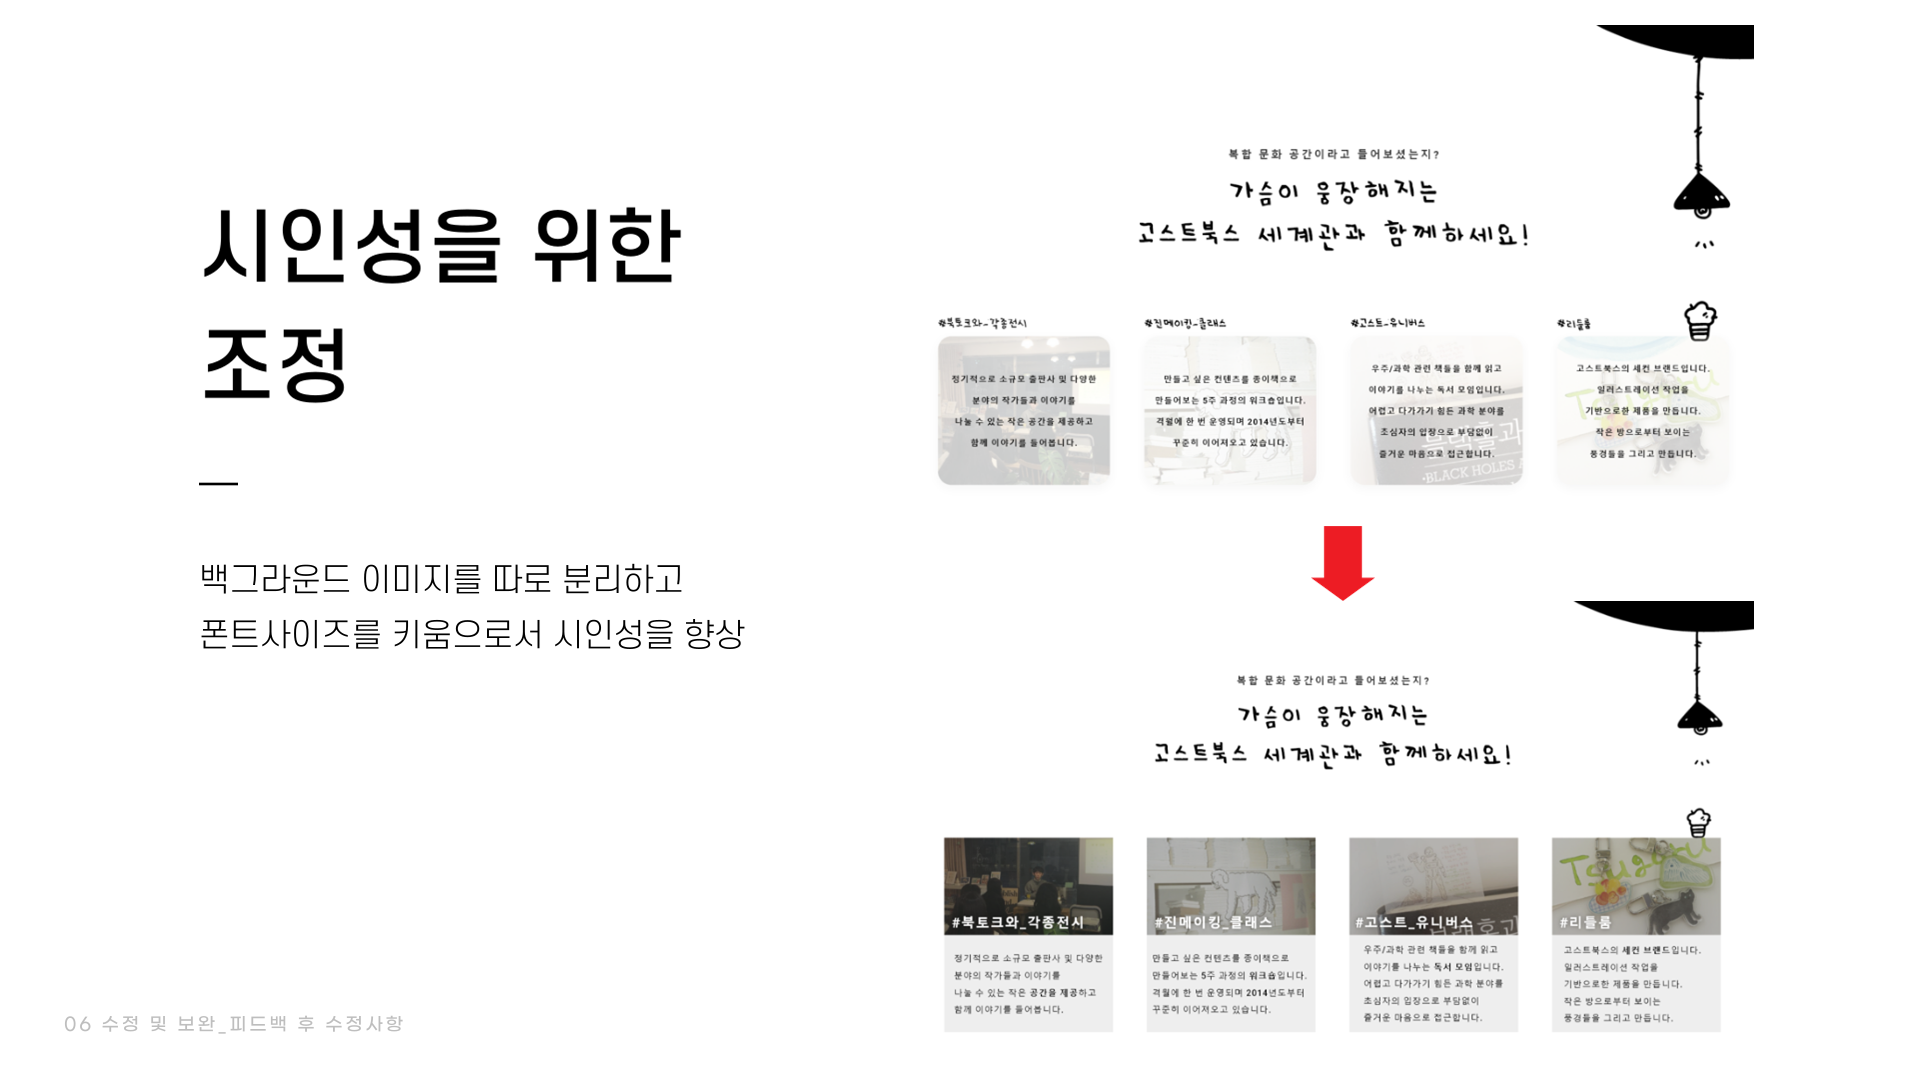 시인성을 위한
조정
백그라운드 이미지를 따로 분리하고
폰트사이즈를 키움으로서 시인성을 향상
06 수정 및 보완_피드백 후 수정사항
복합 문화 공간이라고 들어보셨는지?
가슴이 웅장해지는
고스트북스 세계관과 함께하세요!
#북토크와_각종전시
정기적으로 소규모 출판사 및 다양한
분야의 작가들과 이야기를
나눌 수 있는 작은 공간을 제공하고
함께 이야기를 들어봅니다.
#진메이킹_클래스
만들고 싶은 컨텐츠를 종이책으로
만들어보는 5주 과정의 워크숍입니다.
격월에 한 번 운영되며 2014년도부터
꾸준히 이어져오고 있습니다.
#고스트_유니버스
우주/과학 관련 책들을 함께 읽고
이야기를 나누는 독서 모임입니다.
어렵고 다가가기 힘든 과학 분야를
초심자의 입장으로 부담없이
즐거운 마음으로 접근합니다.
블랙홀과
BLACK HOLES
#리틀룸
고스트북스의 세컨 브랜드입니다.
일러스트레이션 작업을
기반으로한 제품을 만듭니다.
작은 방으로부터 보이는
풍경들을 그리고 만듭니다.
복합 문화 공간이라고 들어보셨는지?
가슴이 웅장해지는
고스트북스 세계관과 함께하세요!
#북토크와_각종전시
정기적으로 소규모 출판사 및 다양한
분야의 작가들과 이야기를
나눌 수 있는 작은 공간을 제공하고
함께 이야기를 들어봅니다.
#진메이킹_클래스
만들고 싶은 컨텐츠를 종이책으로
만들어보는 5주 과정의 워크숍입니다.
격월에 한 번 운영되며 2014년도부터
꾸준히 이어져오고 있습니다.
#고스트_유니버스
우주/과학 관련 책들을 함께 읽고
이야기를 나누는 독서 모임입니다.
어렵고 다가가기 힘든 과학 분야를
초심자의 입장으로 부담없이
즐거운 마음으로 접근합니다.
#리틀룸
고스트북스의 세컨 브랜드입니다.
일러스트레이션 작업을
기반으로한 제품을 만듭니다.
작은 방으로부터 보이는
풍경들을 그리고 만듭니다.